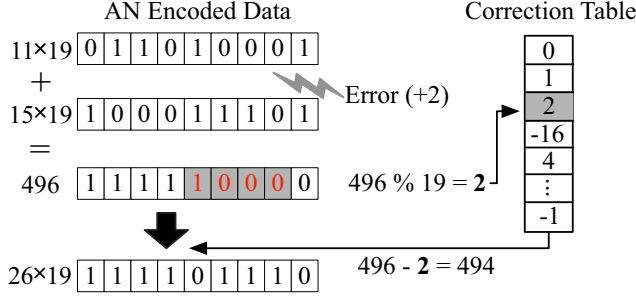 AN Encoded Data
Correction Table
11×19 0 1 1 0 1 0 0 0 1
+
Error (+2)
15×19 1 0 0 0 1 1 1 0 1
=
496 1 1 1 1 1 0 0 0 0
496 % 19 = 2
0
1
2
-16
4
⋮
-1
496 - 2 = 494
26×19 1 1 1 1 0 1 1 1 0